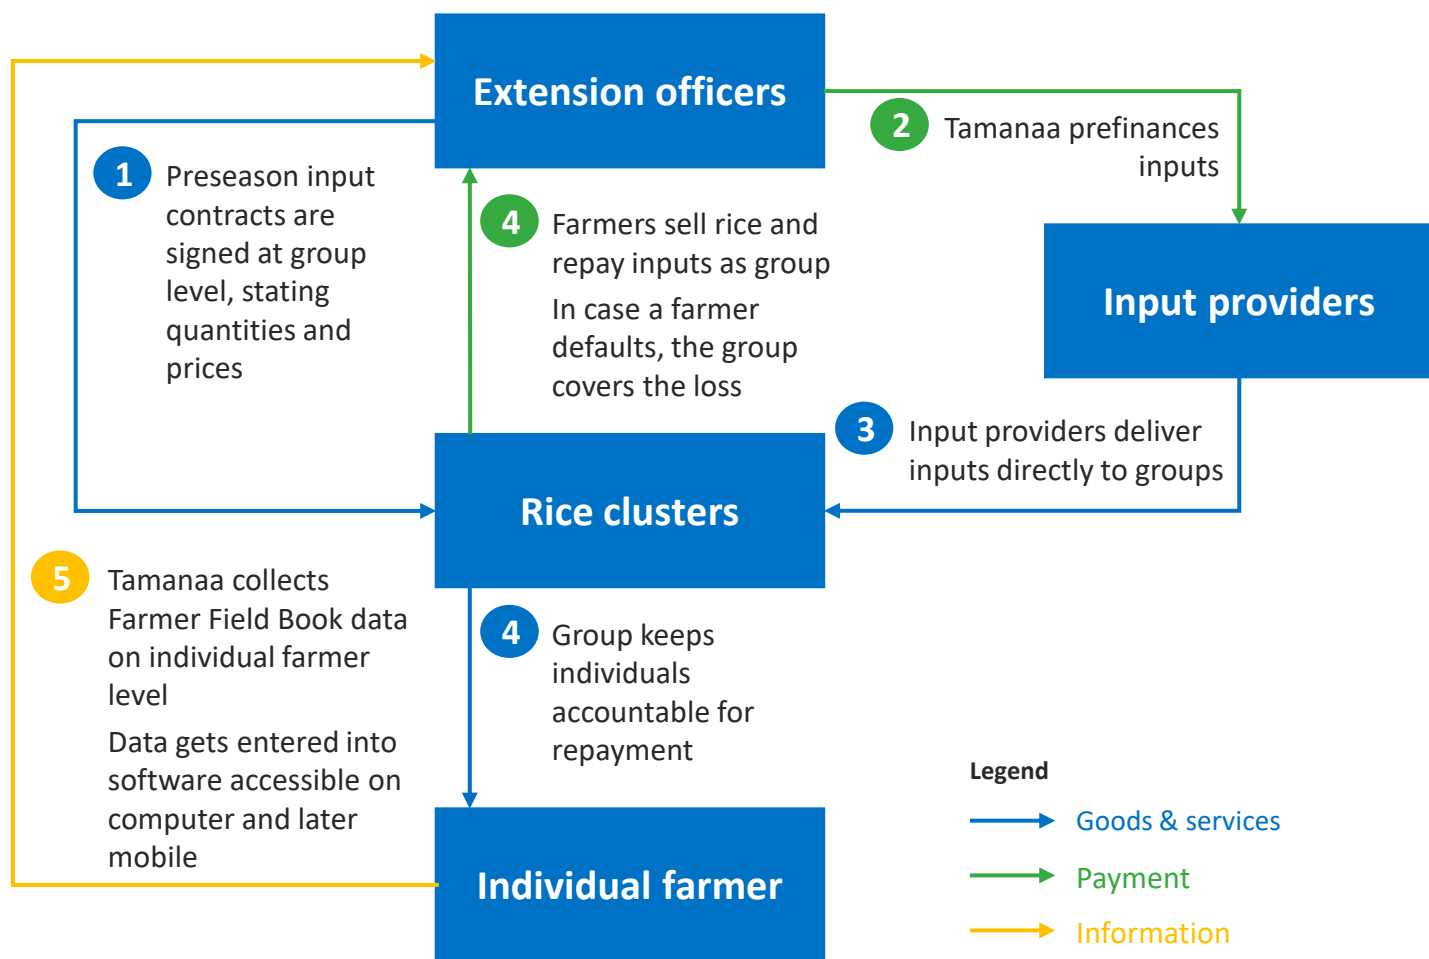 Extension officers
1
Preseason input
contracts are
signed at group
level, stating
quantities and
prices
2
Tamanaa prefinances
inputs
4
Farmers sell rice and
repay inputs as group
In case a farmer
defaults, the group
covers the loss
Input providers
3
Input providers deliver
inputs directly to groups
Rice clusters
5
Tamanaa collects
Farmer Field Book data
on individual farmer
level
Data gets entered into
software accessible on
computer and later
mobile
4
Group keeps
individuals
accountable for
repayment
Individual farmer
Legend
Goods & services
Payment
Information